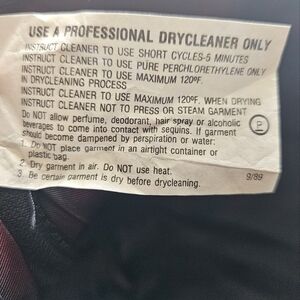 USE A PROFESSIONAL DRYCLEANER ONLY
INSTRUCT CLEANER TO USE SHORT CYCLES-5 MINUTES
INSTRUCT CLEANER TO USE PURE PERCHLORETHYLENE ONLY
INSTRUCT CLEANER TO USE MAXIMUM 120ºF.
IN DRYCLEANING PROCESS
INSTRUCT CLEANER TO USE MAXIMUM 120ºF. WHEN DRYING
INSTRUCT CLEANER NOT TO PRESS OR STEAM GARMENT
Do NOT allow perfume, deodorant, hair spray or alcoholic
beverages to come into contact with sequins. If garment
should become dampened by perspiration or water:
1. Do NOT place garment in an airtight container or
plastic bag.
2. Dry garment in air. Do NOT use heat.
3. Be certain garment is dry before drycleaning.
P
9/89